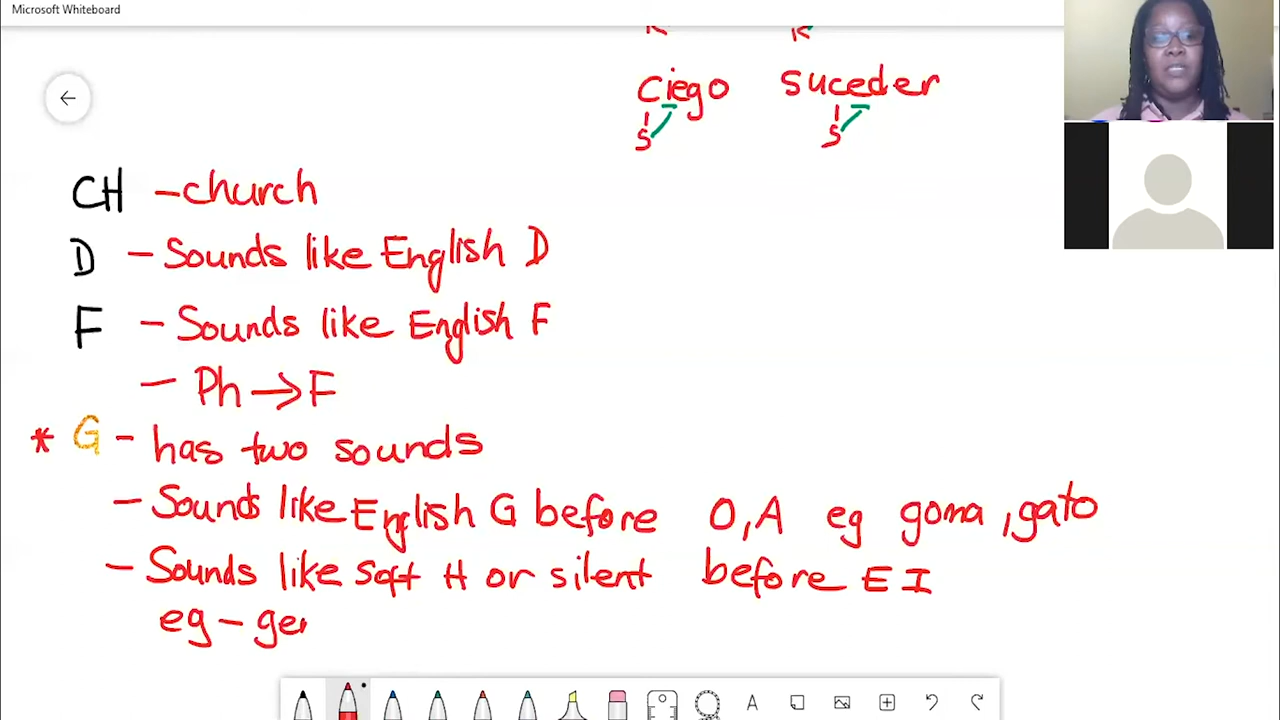 Microsoft Whiteboard
K K
Ciego Suceder
S S
CH - church
D - Sounds like English D
F - Sounds like English F
- Ph → F
* G - has two sounds
- Sounds like English G before O, A eg goma, gato
- Sounds like soft H or silent before E I
eg - ge
A